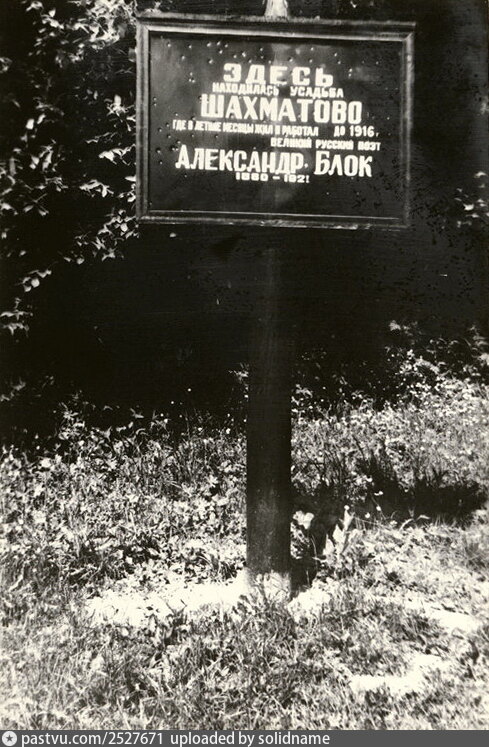 ЗДЕСЬ
НАХОДИЛАСЬ УСАДЬБА
ШАХМАТОВО
ГДЕ В ЛЕТНЫЕ МЕСЯЦЫ ЖИЛ И РАБОТАЛ ДО 1916 г.
ВЕЛИКИЙ РУССКИЙ ПОЭТ
АЛЕКСАНДР БЛОК
1880 - 1921
pastvu.com/2527671 uploaded by solidname